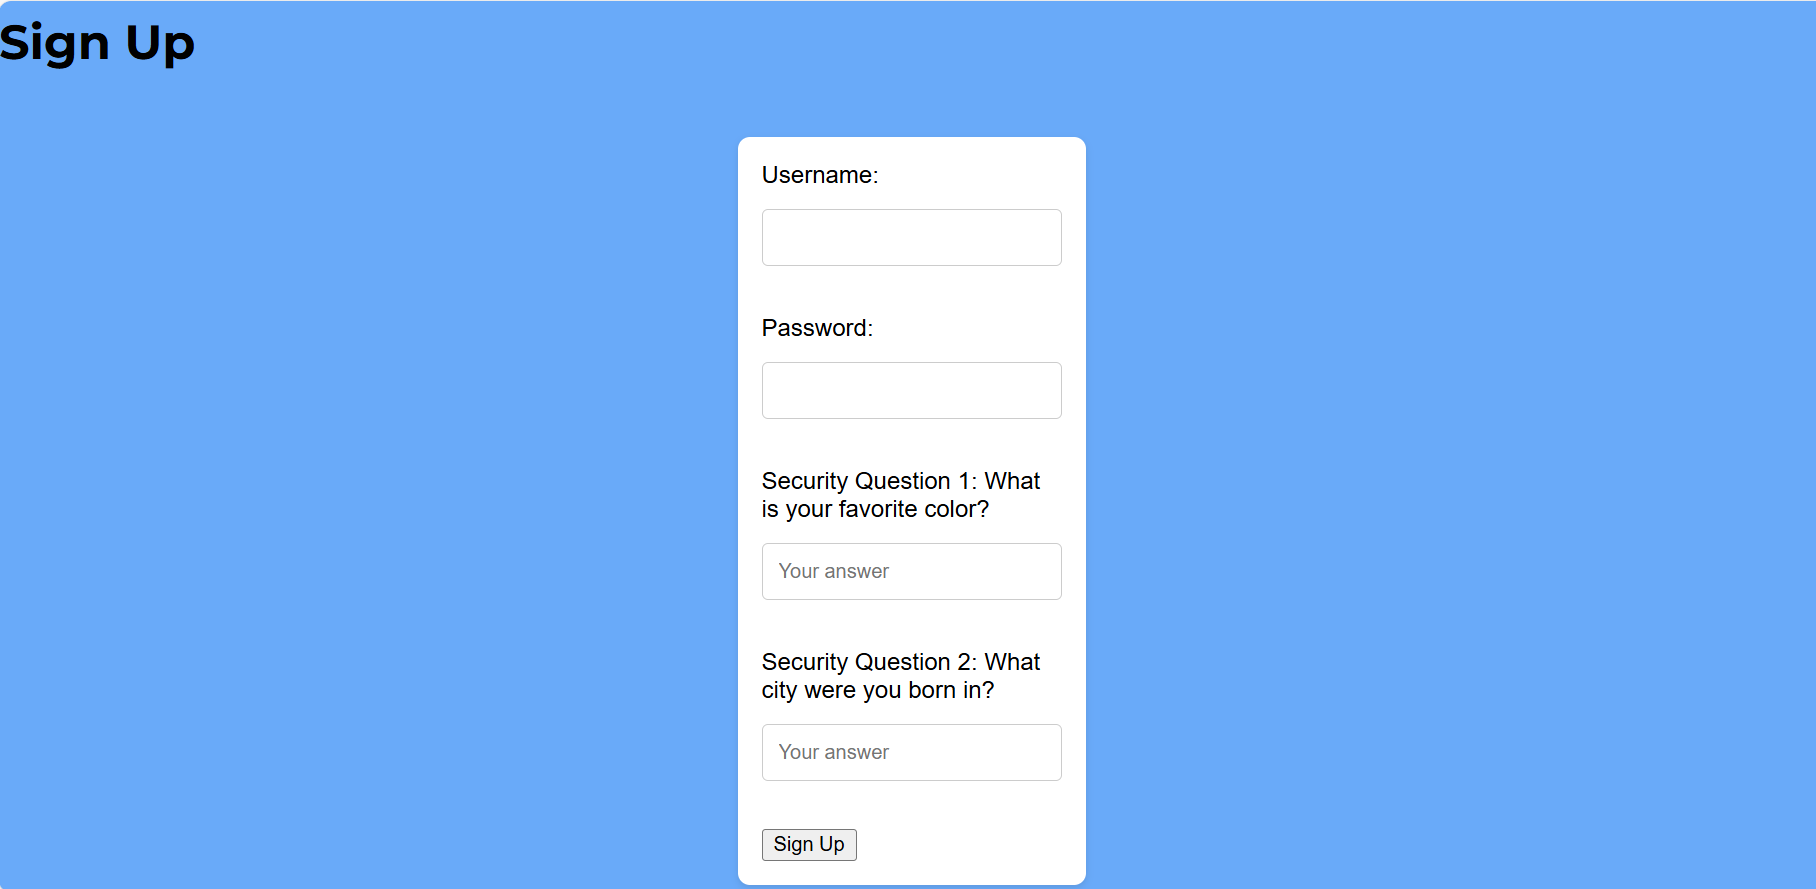 Sign Up
Username:
Password:
Security Question 1: What
is your favorite color?
Your answer
Security Question 2: What
city were you born in?
Your answer
Sign Up